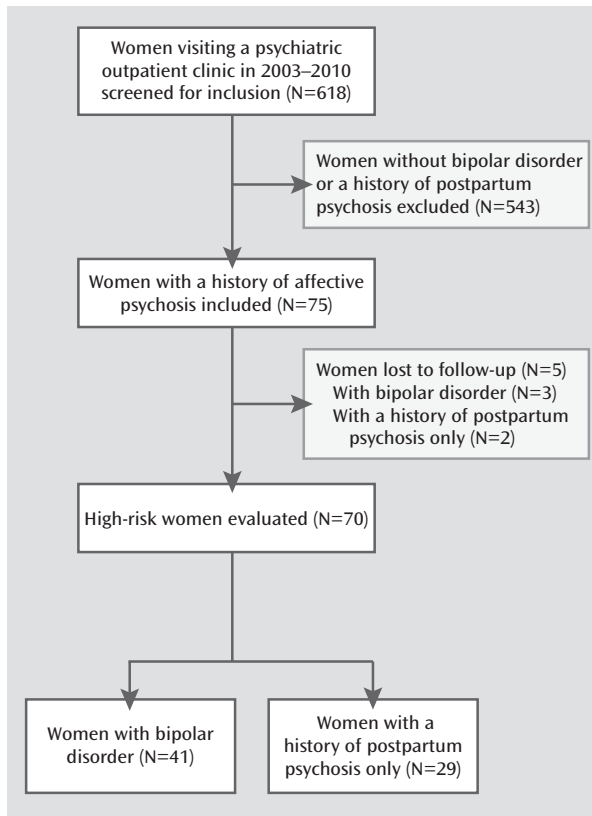 Women visiting a psychiatric
outpatient clinic in 2003–2010
screened for inclusion (N=618)
Women without bipolar disorder
or a history of postpartum
psychosis excluded (N=543)
Women with a history of affective
psychosis included (N=75)
Women lost to follow-up (N=5)
With bipolar disorder (N=3)
With a history of postpartum
psychosis only (N=2)
High-risk women evaluated (N=70)
Women with bipolar
disorder (N=41)
Women with a
history of postpartum
psychosis only (N=29)